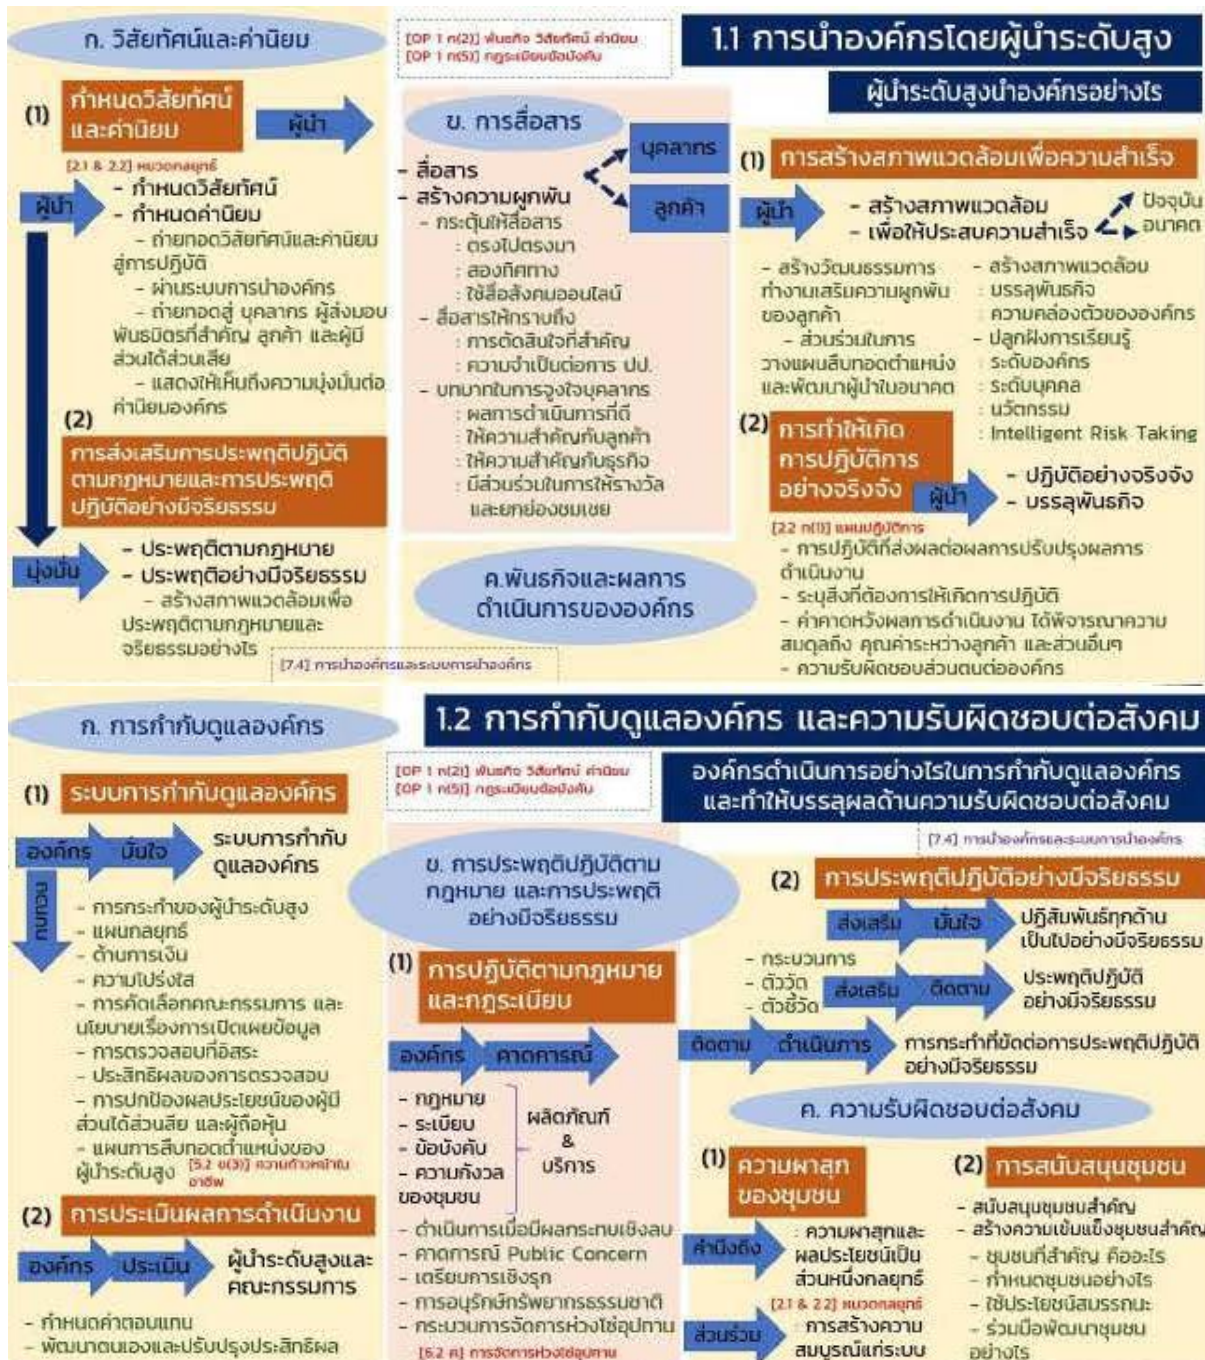 1.1 การนำองค์กรโดยผู้นำระดับสูง
ผู้นำระดับสูงนำองค์กรอย่างไร
[OP 1 ก(2)] พันธกิจ วิสัยทัศน์ ค่านิยม
[OP 1 ก(5)] กฎระเบียบข้อบังคับ
ก. วิสัยทัศน์และค่านิยม
(1) กำหนดวิสัยทัศน์
และค่านิยม
ผู้นำ
[2.1 & 2.2] หมวดกลยุทธ์
ผู้นำ
- กำหนดวิสัยทัศน์
- กำหนดค่านิยม
- ถ่ายทอดวิสัยทัศน์และค่านิยม
สู่การปฏิบัติ
- ผ่านระบบการนำองค์กร
- ถ่ายทอดสู่ บุคลากร ผู้ส่งมอบ
พันธมิตรที่สำคัญ ลูกค้า และผู้มี
ส่วนได้ส่วนเสีย
- แสดงให้เห็นถึงความมุ่งมั่นต่อ
ค่านิยมองค์กร
(2)
การส่งเสริมการประพฤติปฏิบัติ
ตามกฎหมายและการประพฤติ
ปฏิบัติอย่างมีจริยธรรม
มุ่งมั่น
- ประพฤติตามกฎหมาย
- ประพฤติอย่างมีจริยธรรม
- สร้างสภาพแวดล้อมเพื่อ
ประพฤติตามกฎหมายและ
จริยธรรมอย่างไร
[7.4] การนำองค์กรและระบบการนำองค์กร
ข. การสื่อสาร
- สื่อสาร
- สร้างความผูกพัน
บุคลากร
ลูกค้า
- กระตุ้นให้สื่อสาร
: ตรงไปตรงมา
: สองทิศทาง
: ใช้สื่อสังคมออนไลน์
- สื่อสารให้ทราบถึง
: การตัดสินใจที่สำคัญ
: ความจำเป็นต่อการ ปป.
- บทบาทในการจูงใจบุคลากร
: ผลการดำเนินการที่ดี
: ให้ความสำคัญกับลูกค้า
: ให้ความสำคัญกับธุรกิจ
: มีส่วนร่วมในการให้รางวัล
และยกย่องชมเชย
ค.พันธกิจและผลการ
ดำเนินการขององค์กร
(1) การสร้างสภาพแวดล้อมเพื่อความสำเร็จ
ผู้นำ
- สร้างสภาพแวดล้อม
- เพื่อให้ประสบความสำเร็จ
ปัจจุบัน
อนาคต
- สร้างวัฒนธรรมการ
ทำงานเสริมความผูกพัน
ของลูกค้า
- ส่วนร่วมในการ
วางแผนสืบทอดตำแหน่ง
และพัฒนาผู้นำในอนาคต
- สร้างสภาพแวดล้อม
: บรรลุพันธกิจ
: ความคล่องตัวขององค์กร
- ปลูกฝังการเรียนรู้
: ระดับองค์กร
: ระดับบุคคล
: นวัตกรรม
: Intelligent Risk Taking
(2) การทำให้เกิด
การปฏิบัติการ
อย่างจริงจัง
ผู้นำ
- ปฏิบัติอย่างจริงจัง
- บรรลุพันธกิจ
[2.2 ก(1)] แผนปฏิบัติการ
- การปฏิบัติที่ส่งผลต่อผลการปรับปรุงผลการ
ดำเนินงาน
- ระบุสิ่งที่ต้องการให้เกิดการปฏิบัติ
- ค่าคาดหวังผลการดำเนินงาน ได้พิจารณาความ
สมดุลถึง คุณค่าระหว่างลูกค้า และส่วนอื่นๆ
- ความรับผิดชอบส่วนตนต่อองค์กร
1.2 การกำกับดูแลองค์กร และความรับผิดชอบต่อสังคม
องค์กรดำเนินการอย่างไรในการกำกับดูแลองค์กร
และทำให้บรรลุผลด้านความรับผิดชอบต่อสังคม
[OP 1 ก(2)] พันธกิจ วิสัยทัศน์ ค่านิยม
[OP 1 ก(5)] กฎระเบียบข้อบังคับ
[7.4] การนำองค์กรและระบบการนำองค์กร
ก. การกำกับดูแลองค์กร
(1) ระบบการกำกับดูแลองค์กร
องค์กร
มั่นใจ
ระบบการกำกับ
ดูแลองค์กร
ทบทวน
- การกระทำของผู้นำระดับสูง
- แผนกลยุทธ์
- ด้านการเงิน
- ความโปร่งใส
- การคัดเลือกคณะกรรมการ และ
นโยบายเรื่องการเปิดเผยข้อมูล
- การตรวจสอบที่อิสระ
- ประสิทธิผลของการตรวจสอบ
- การปกป้องผลประโยชน์ของผู้มี
ส่วนได้ส่วนสีย และผู้ถือหุ้น
- แผนการสืบทอดตำแหน่งของ
ผู้นำระดับสูง [5.2 ข(3)] ความก้าวหน้าใน
อาชีพ
(2) การประเมินผลการดำเนินงาน
องค์กร
ประเมิน
ผู้นำระดับสูงและ
คณะกรรมการ
- กำหนดค่าตอบแทน
- พัฒนาตนเองและปรับปรุงประสิทธิผล
ข. การประพฤติปฏิบัติตาม
กฎหมาย และการประพฤติ
อย่างมีจริยธรรม
(1) การปฏิบัติตามกฎหมาย
และกฎระเบียบ
องค์กร
คาดการณ์
- กฎหมาย
- ระเบียบ
- ข้อบังคับ
- ความกังวล
ของชุมชน
ผลิตภัณฑ์
&
บริการ
- ดำเนินการเมื่อมีผลกระทบเชิงลบ
- คาดการณ์ Public Concern
- เตรียมการเชิงรุก
- การอนุรักษ์ทรัพยากรธรรมชาติ
- กระบวนการจัดการห่วงโซ่อุปทาน
[6.2 ค] การจัดการห่วงโซ่อุปทาน
(2) การประพฤติปฏิบัติอย่างมีจริยธรรม
ส่งเสริม
มั่นใจ
ปฏิสัมพันธ์ทุกด้าน
เป็นไปอย่างมีจริยธรรม
- กระบวนการ
- ตัววัด
- ตัวชี้วัด
ส่งเสริม
ติดตาม
ประพฤติปฏิบัติ
อย่างมีจริยธรรม
ติดตาม
ดำเนินการ
การกระทำที่ขัดต่อการประพฤติปฏิบัติ
อย่างมีจริยธรรม
ค. ความรับผิดชอบต่อสังคม
(1) ความผาสุก
ของชุมชน
คำนึงถึง
: ความผาสุกและ
ผลประโยชน์เป็น
ส่วนหนึ่งกลยุทธ์
[2.1 & 2.2] หมวดกลยุทธ์
ส่วนร่วม
: การสร้างความ
สมบูรณ์แก่ระบบ
(2) การสนับสนุนชุมชน
- สนับสนุนชุมชนสำคัญ
- สร้างความเข้มแข็งชุมชนสำคัญ
- ชุมชนที่สำคัญ คืออะไร
- กำหนดชุมชนอย่างไร
- ใช้ประโยชน์สมรรถนะ
- ร่วมมือพัฒนาชุมชน
อย่างไร